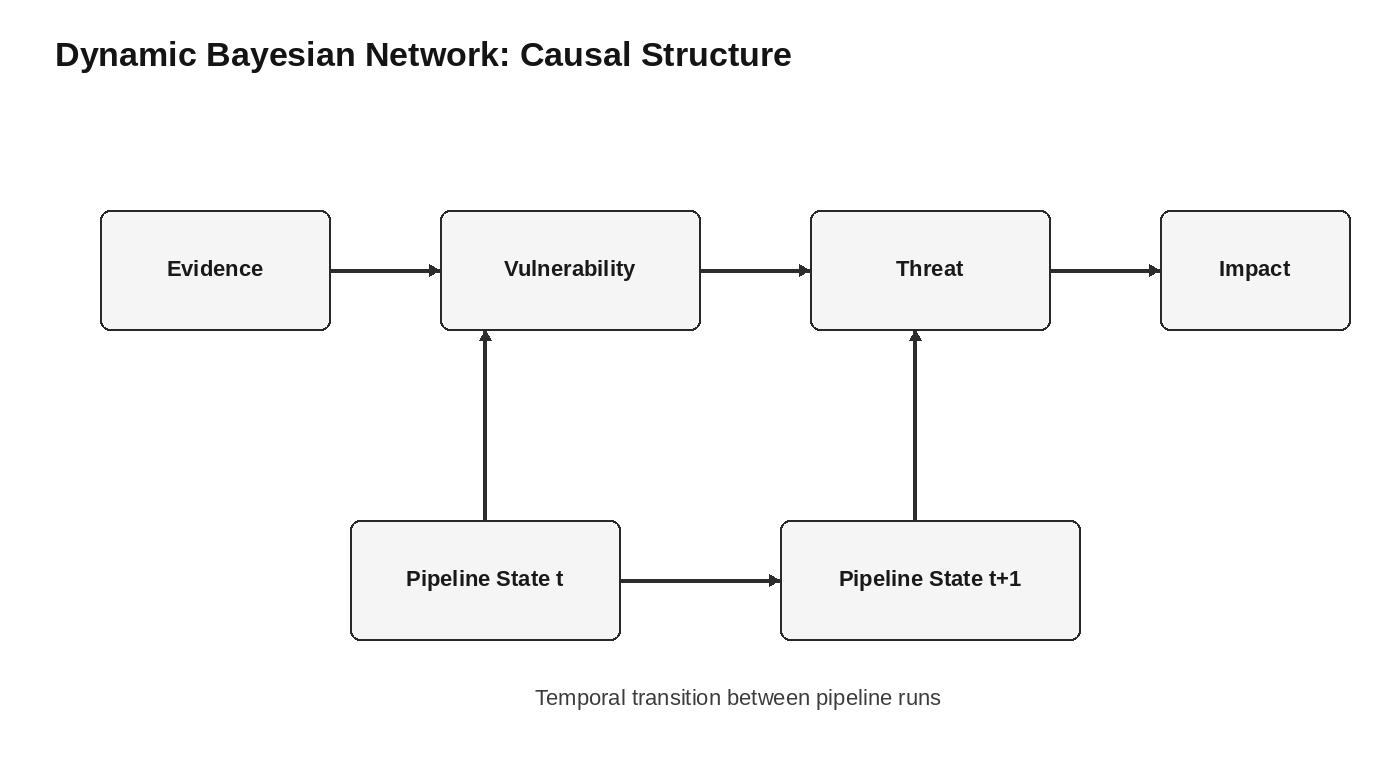 Dynamic Bayesian Network: Causal Structure
Evidence
Vulnerability
Threat
Impact
Pipeline State t
Pipeline State t+1
Temporal transition between pipeline runs